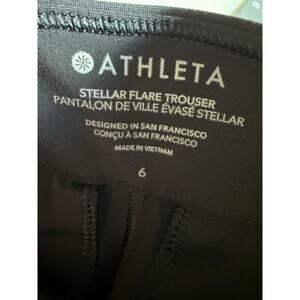 ATHLETA
STELLAR FLARE TROUSER
PANTALON DE VILLE ÉVASÉ STELLAR
DESIGNED IN SAN FRANCISCO
CONÇU À SAN FRANCISCO
MADE IN VIETNAM
6